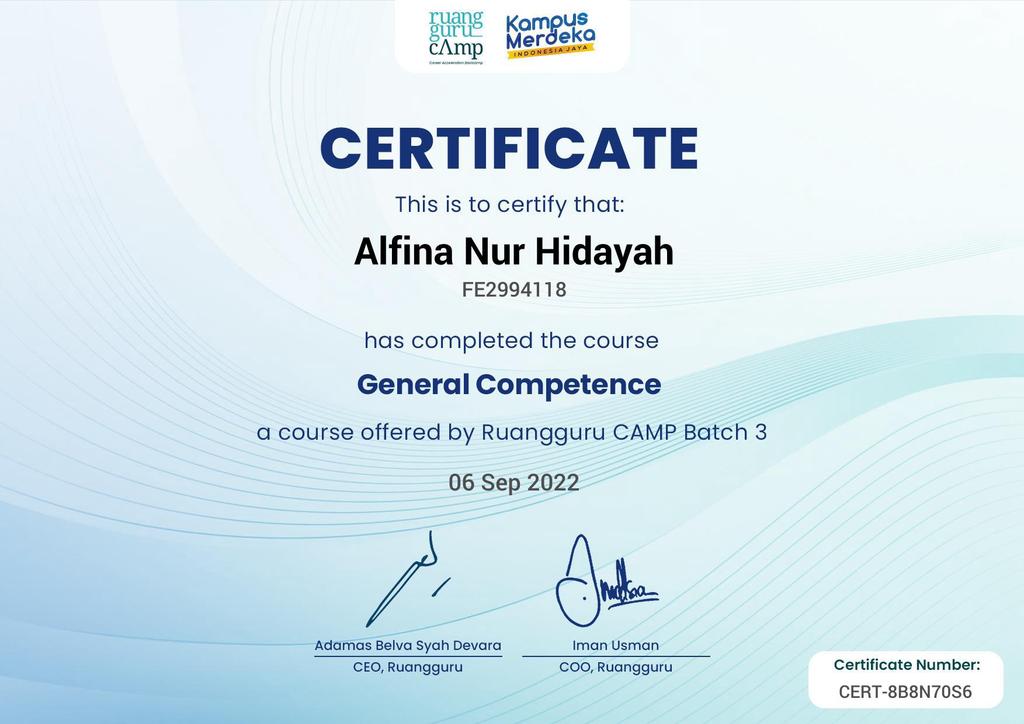 ruang
guru
cAmp
Career Acceleration Bootcamp
Kampus
Merdeka
INDONESIA JAYA
CERTIFICATE
This is to certify that:
Alfina Nur Hidayah
FE2994118
has completed the course
General Competence
a course offered by Ruangguru CAMP Batch 3
06 Sep 2022
Adamas Belva Syah Devara
CEO, Ruangguru
Iman Usman
COO, Ruangguru
Certificate Number:
CERT-8B8N70S6